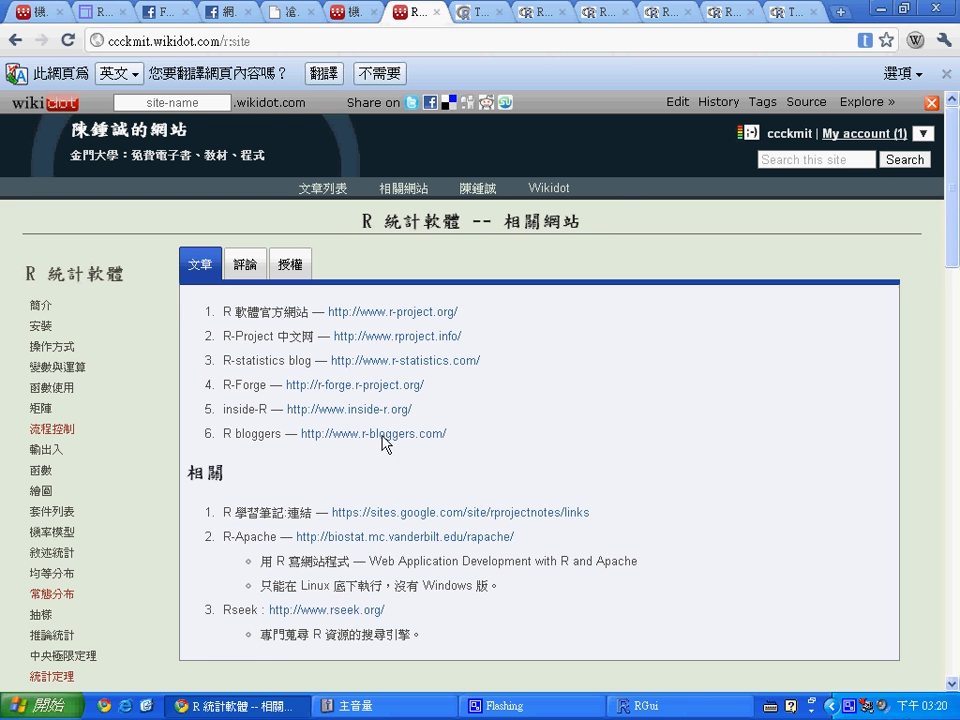 機...
R...
F...
網...
滄...
機...
R...
T...
R...
R...
R...
R...
T...
ccckmit.wikidot.com/r:site
此網頁為 英文 您要翻譯網頁內容嗎？ 翻譯 不需要 選項
wikidot site-name .wikidot.com Share on Edit History Tags Source Explore »
陳鍾誠的網站
金門大學：免費電子書、教材、程式
ccckmit | My account (1) ▼
Search this site Search
文章列表 相關網站 陳鍾誠 Wikidot
R 統計軟體 -- 相關網站
R 統計軟體
簡介
安裝
操作方式
變數與運算
函數使用
矩陣
流程控制
輸出入
函數
繪圖
套件列表
機率模型
敘述統計
均等分布
常態分布
抽樣
推論統計
中央極限定理
統計定理
文章 評論 授權
1. R 軟體官方網站 — http://www.r-project.org/
2. R-Project 中文网 — http://www.rproject.info/
3. R-statistics blog — http://www.r-statistics.com/
4. R-Forge — http://r-forge.r-project.org/
5. inside-R — http://www.inside-r.org/
6. R bloggers — http://www.r-bloggers.com/
相關
1. R 學習筆記:連結 — https://sites.google.com/site/rprojectnotes/links
2. R-Apache — http://biostat.mc.vanderbilt.edu/rapache/
用 R 寫網站程式 — Web Application Development with R and Apache
只能在 Linux 底下執行，沒有 Windows 版。
3. Rseek : http://www.rseek.org/
專門蒐尋 R 資源的搜尋引擎。
開始 R 統計軟體 -- 相關... 主音量 Flashing RGui 下午 03:20